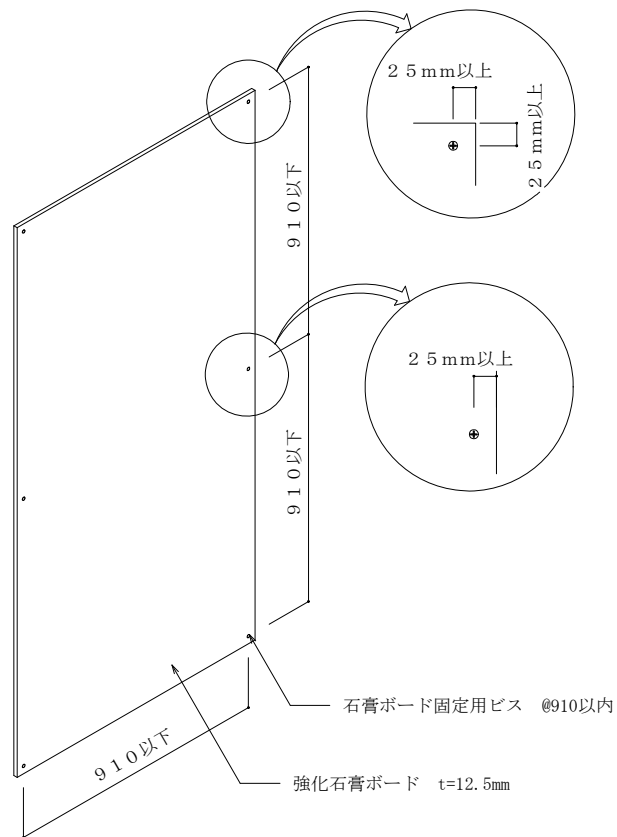 25mm以上
25mm以上
910以下
25mm以上
910以下
石膏ボード固定用ビス　@910以内
910以下
強化石膏ボード　t=12.5mm